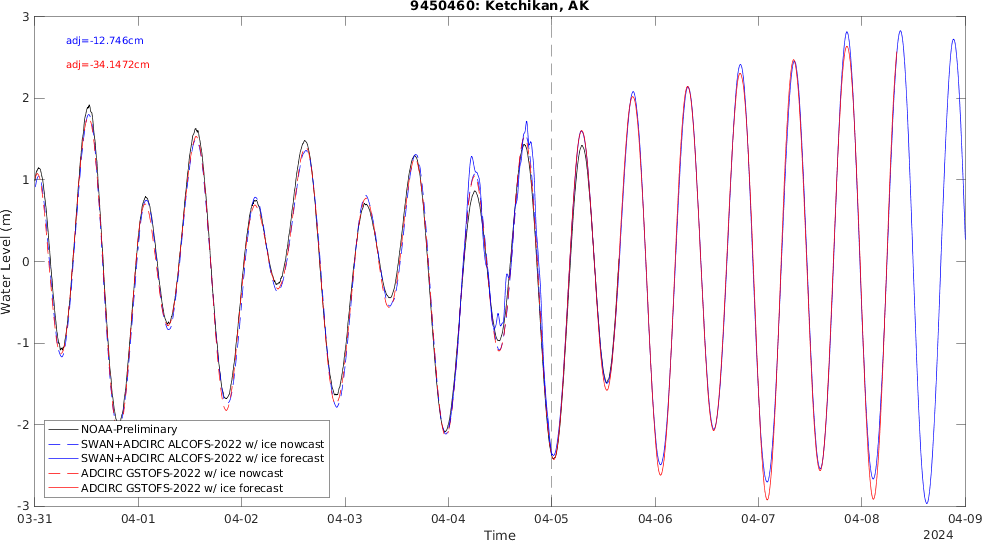 9450460: Ketchikan, AK
adj=-12.746cm
adj=-34.1472cm
3
2
1
0
-1
-2
-3
Water Level (m)
NOAA-Preliminary
SWAN+ADCIRC ALCOFS-2022 w/ ice nowcast
SWAN+ADCIRC ALCOFS-2022 w/ ice forecast
ADCIRC GSTOFS-2022 w/ ice nowcast
ADCIRC GSTOFS-2022 w/ ice forecast
03-31 04-01 04-02 04-03 04-04 04-05 04-06 04-07 04-08 04-09
Time
2024